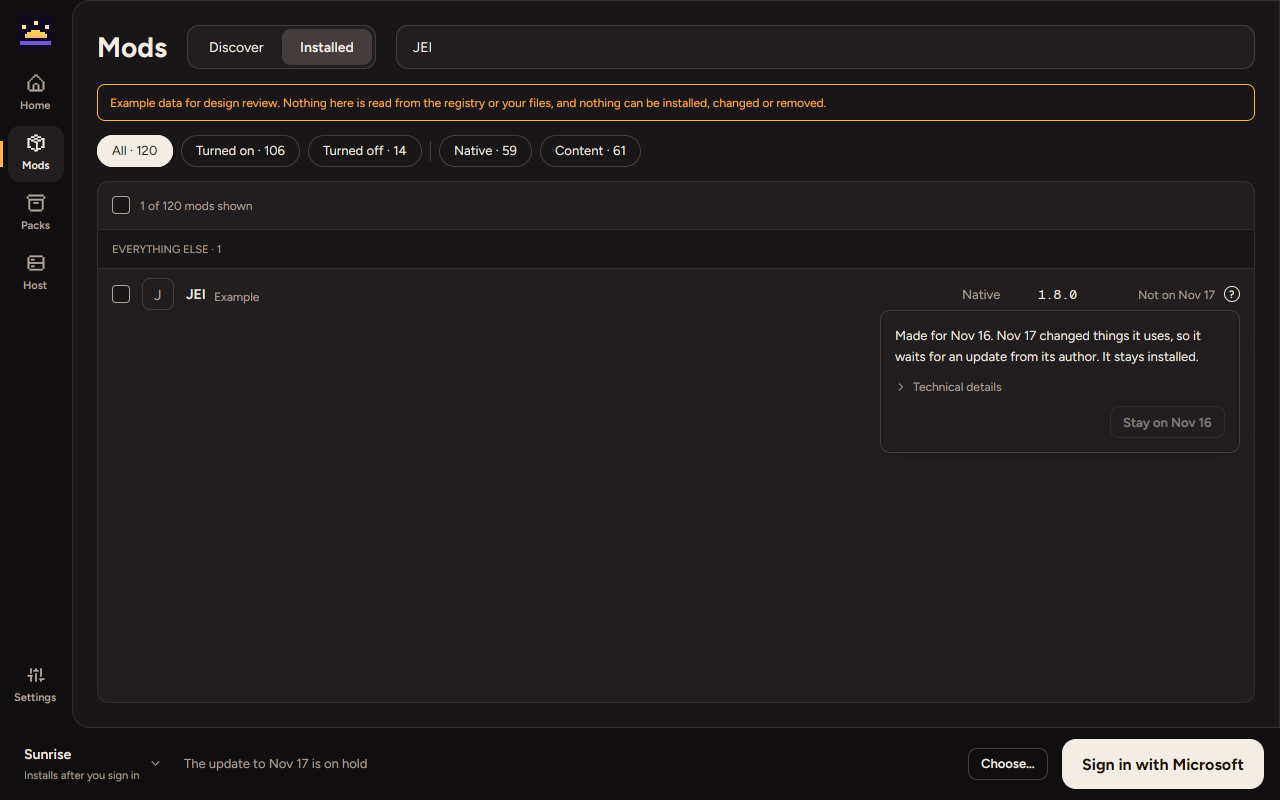 Mods
Discover
Installed
JEI
Home
Example data for design review. Nothing here is read from the registry or your files, and nothing can be installed, changed or removed.
Mods
All · 120
Turned on · 106
Turned off · 14
Native · 59
Content · 61
Packs
1 of 120 mods shown
EVERYTHING ELSE · 1
Host
J
JEI Example
Native
1.8.0
Not on Nov 17
?
Made for Nov 16. Nov 17 changed things it uses, so it
waits for an update from its author. It stays installed.
Technical details
Stay on Nov 16
Settings
Sunrise
Installs after you sign in
The update to Nov 17 is on hold
Choose...
Sign in with Microsoft